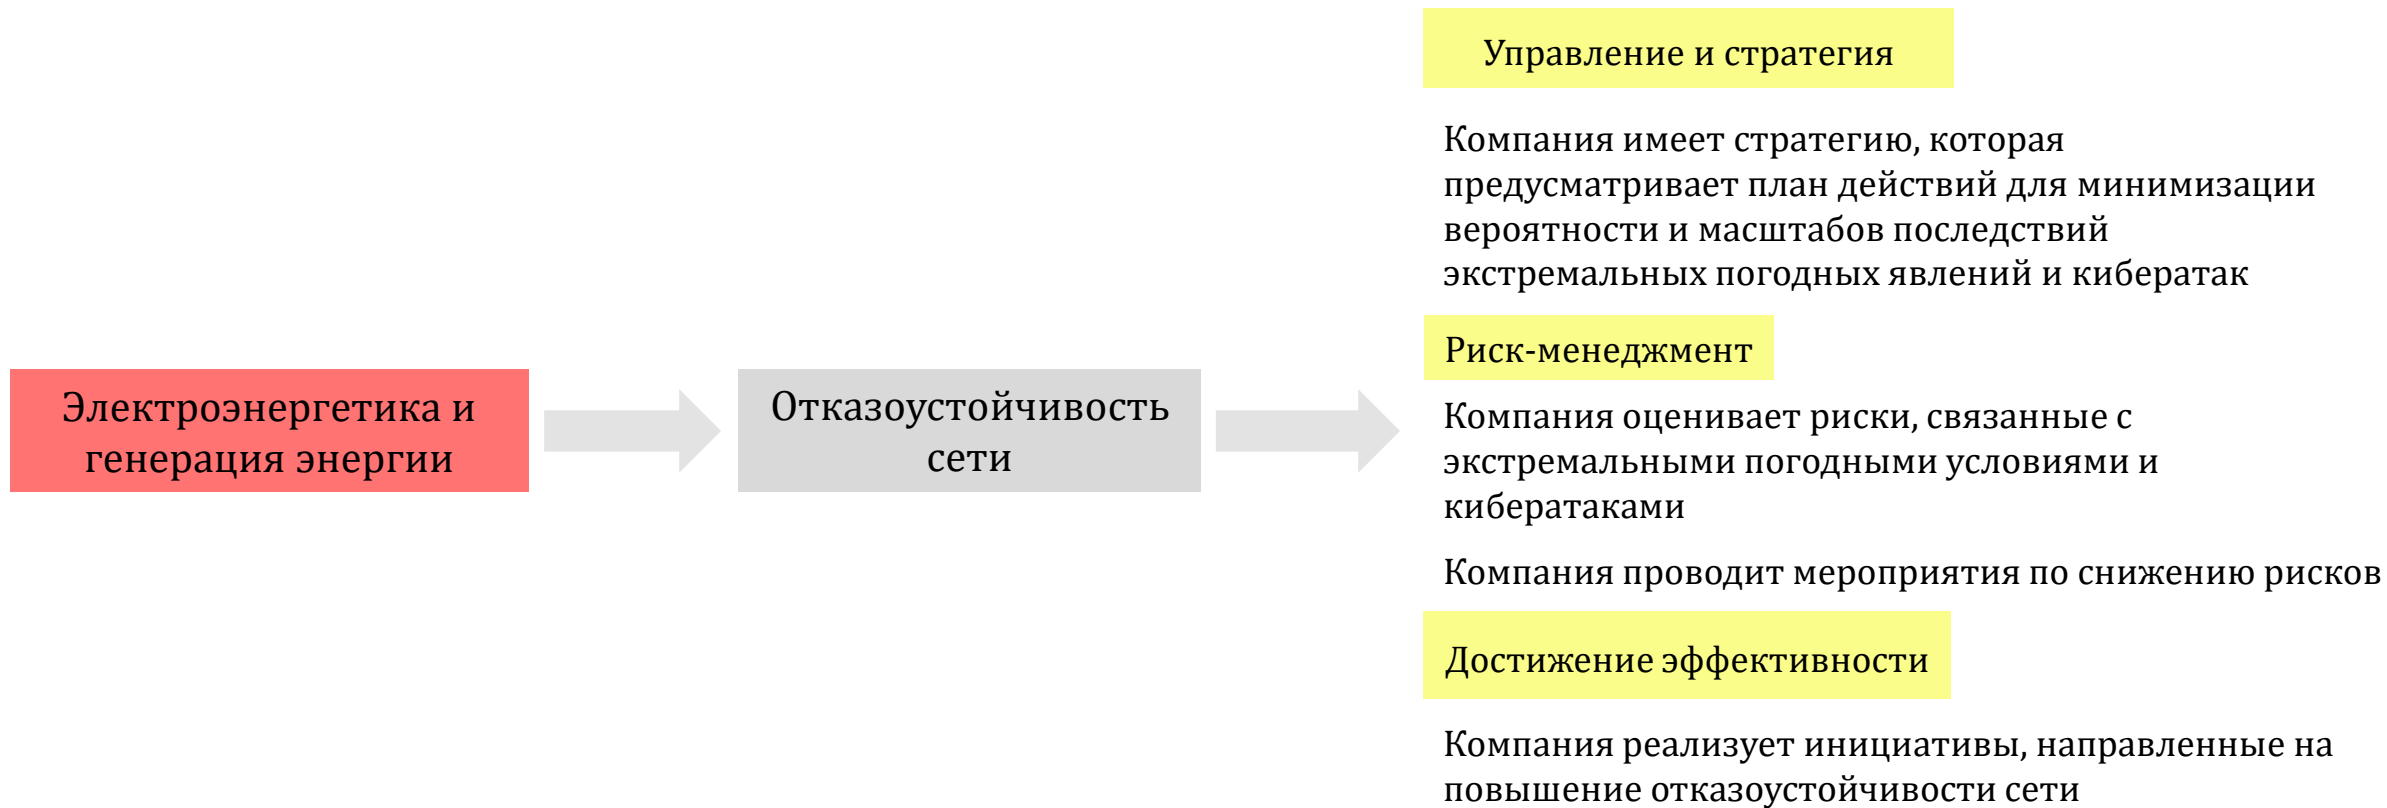 Электроэнергетика и
генерация энергии
Отказоустойчивость
сети
Управление и стратегия
Компания имеет стратегию, которая
предусматривает план действий для минимизации
вероятности и масштабов последствий
экстремальных погодных явлений и кибератак
Риск-менеджмент
Компания оценивает риски, связанные с
экстремальными погодными условиями и
кибератаками
Компания проводит мероприятия по снижению рисков
Достижение эффективности
Компания реализует инициативы, направленные на
повышение отказоустойчивости сети